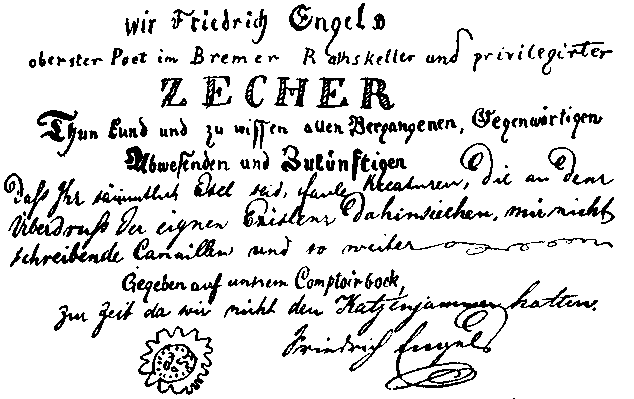 Wir Friedrich Engels
oberster Poet im Bremer Rathskeller und privilegirter
ZECHER
Thun kund und zu wissen allen Vergangenen, Gegenwärtigen
Abwesenden und Zukünftigen
Daß Ihr sämmtlich Esel seid, faule Kreaturen, die an dem
Überdruß der eignen Existenz dahinsiechen, mir nicht
schreibende Canaillen und so weiter
Gegeben auf unserm Comptoirbock,
zur Zeit da wir nicht den Katzenjammer hatten.
Friedrich Engels